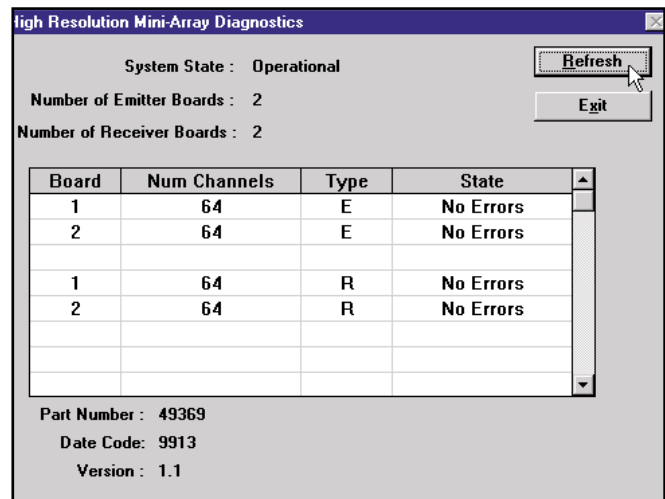 High Resolution Mini-Array Diagnostics
System State : Operational
Refresh
Number of Emitter Boards : 2
Exit
Number of Receiver Boards : 2
Board Num Channels Type State
1 64 E No Errors
2 64 E No Errors
1 64 R No Errors
2 64 R No Errors
Part Number : 49369
Date Code: 9913
Version : 1.1